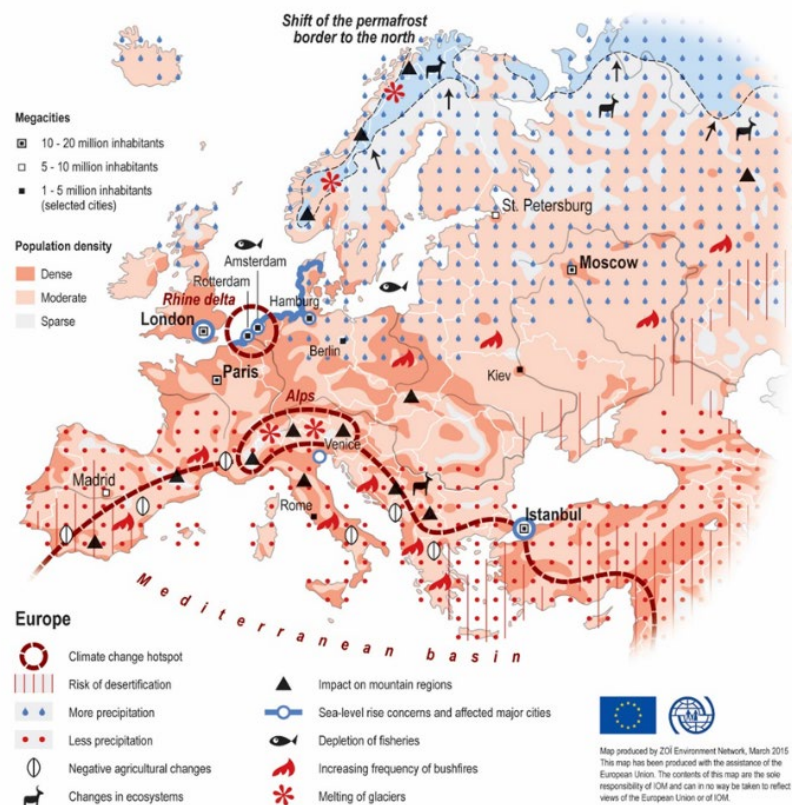 Shift of the permafrost
border to the north
Megacities
10 - 20 million inhabitants
5 - 10 million inhabitants
1 - 5 million inhabitants
(selected cities)
Population density
Dense
Moderate
Sparse
St. Petersburg
Moscow
Amsterdam
Rotterdam
Rhine delta
Hamburg
London
Berlin
Paris
Kiev
Alps
Venice
Madrid
Rome
Istanbul
Mediterranean basin
Europe
Climate change hotspot
Risk of desertification
More precipitation
Less precipitation
Negative agricultural changes
Changes in ecosystems
Impact on mountain regions
Sea-level rise concerns and affected major cities
Depletion of fisheries
Increasing frequency of bushfires
Melting of glaciers
Map produced by ZOÏ Environment Network, March 2015
This map has been produced with the assistance of the
European Union. The contents of this map are the sole
responsibility of IOM and can in no way be taken to reflect
views of the European Union or of IOM.